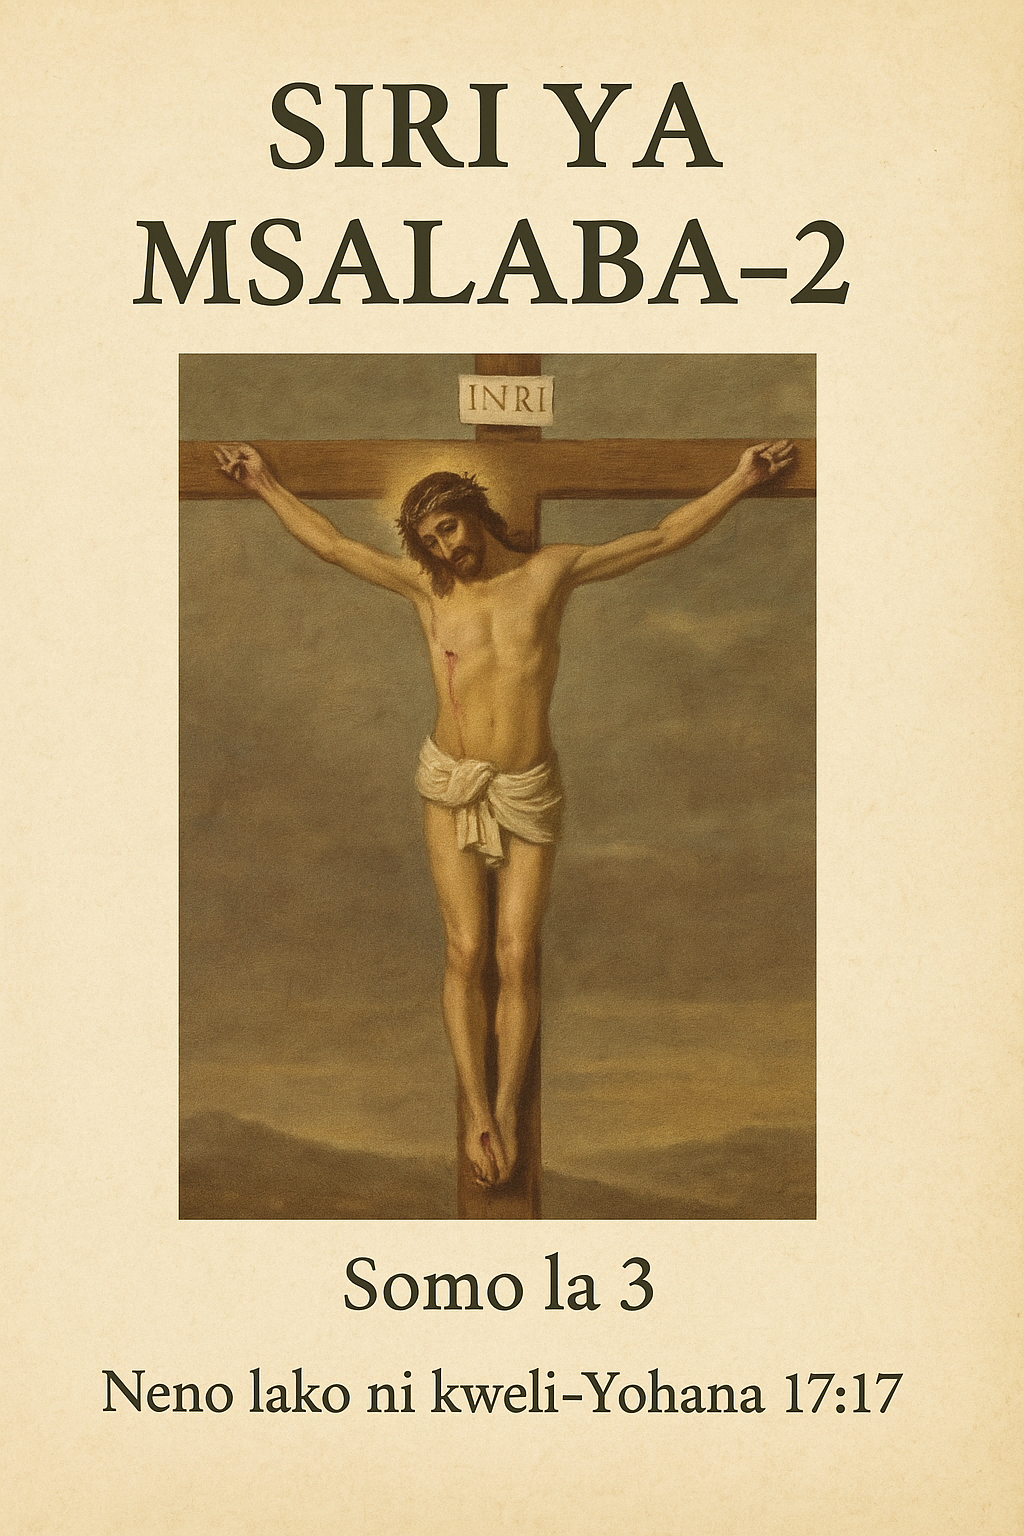 SIRI YA
MSALABA–2
INRI
Somo la 3
Neno lako ni kweli–Yohana 17:17